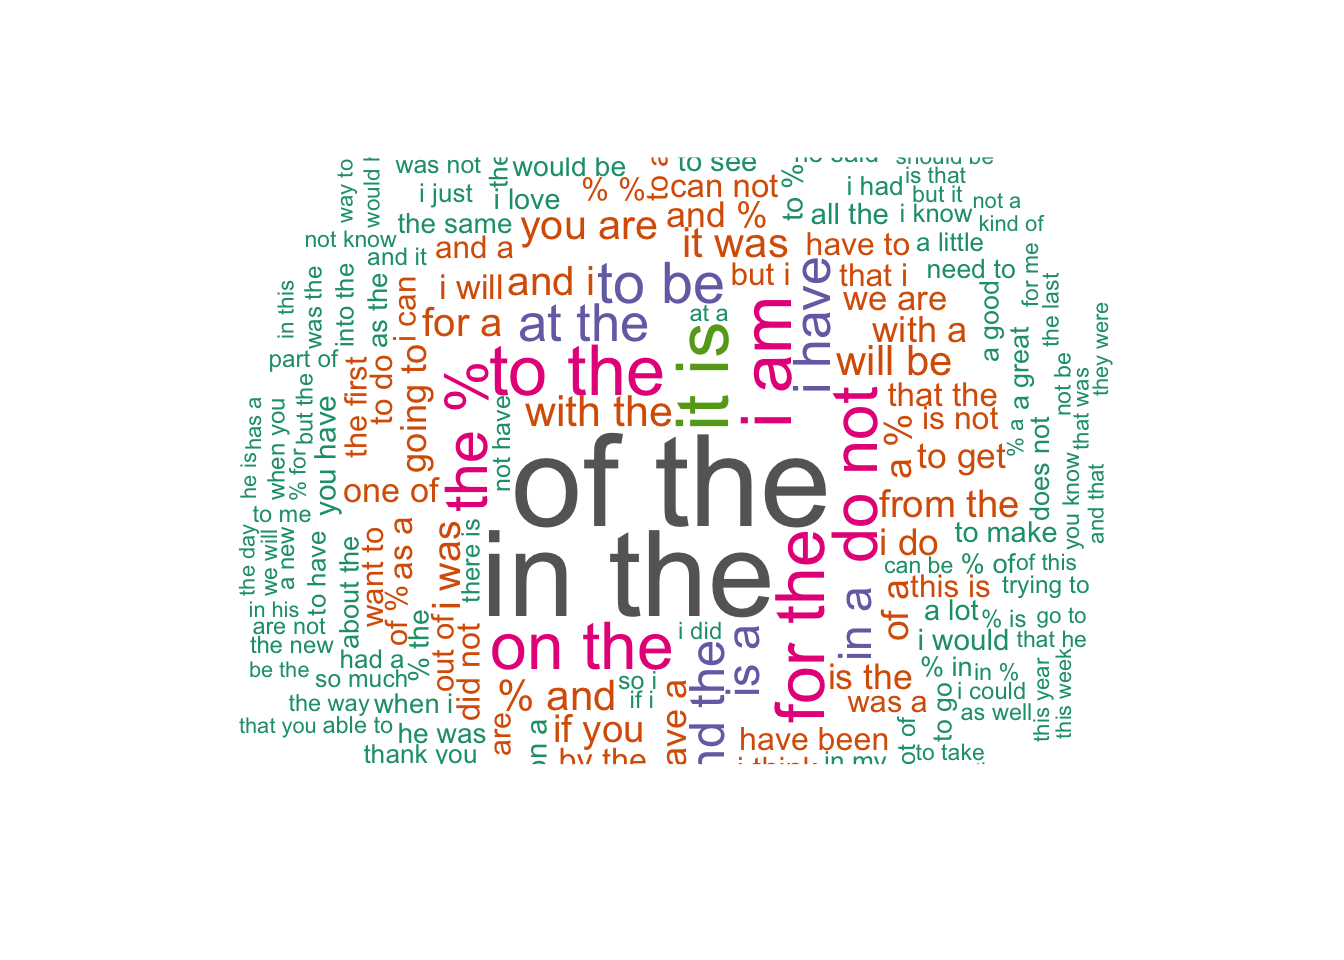 way to
was not
would be
to see
should be
is that
i just
i love
% %
can not
to %
i had
but it
not a
the same
you are
and %
all the
i know
kind of
not know
and it
and a
it was
have to
a little
in this
was the
into the
as the
i can
i will
and i
to be
but i
i have
that i
need to
for me
the last
for a
at the
at a
it is
i am
we are
with a
a good
a great
they were
part of
the first
to do
going to
the %
to the
will be
not be
that was
has a
when you
but the
you have
with the
not have
do not
that the
is not
a %
% a
he is
% for
one of
of the
to get
does not
you know
and that
to me
from the
to make
the day
we will
a new
to have
about the
want to
of %
as a
i was
there is
in the
for the
i do
can be
% of
of this
in a
of a
this is
trying to
in his
are not
the new
be the
had a
% the
out of
did not
on the
i did
is a
a lot
% is
go to
i would
that he
so much
so i
is the
% in
in %
this year
this week
the way
when i
% and
if i
was a
to go
i could
as well
that you
able to
he was
are
if you
have been
thank you
on a
by the
i think
in my
to take